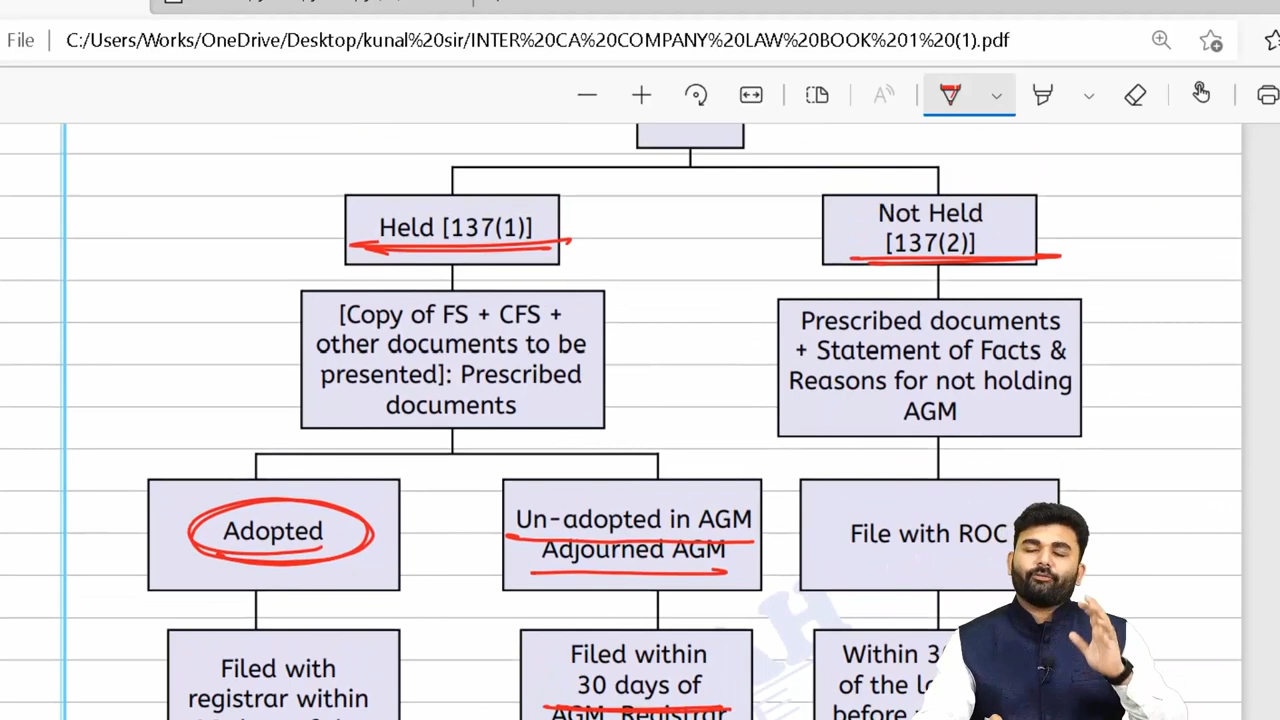 File
C:/Users/Works/OneDrive/Desktop/kunal%20sir/INTER%20CA%20COMPANY%20LAW%20BOOK%201%20(1).pdf
Held [137(1)]
Not Held
[137(2)]
[Copy of FS + CFS +
other documents to be
presented]: Prescribed
documents
Prescribed documents
+ Statement of Facts &
Reasons for not holding
AGM
Adopted
Un-adopted in AGM
Adjourned AGM
File with ROC
Filed with
registrar within
Filed within
30 days of
AGM. Registrar
Within
of the
before